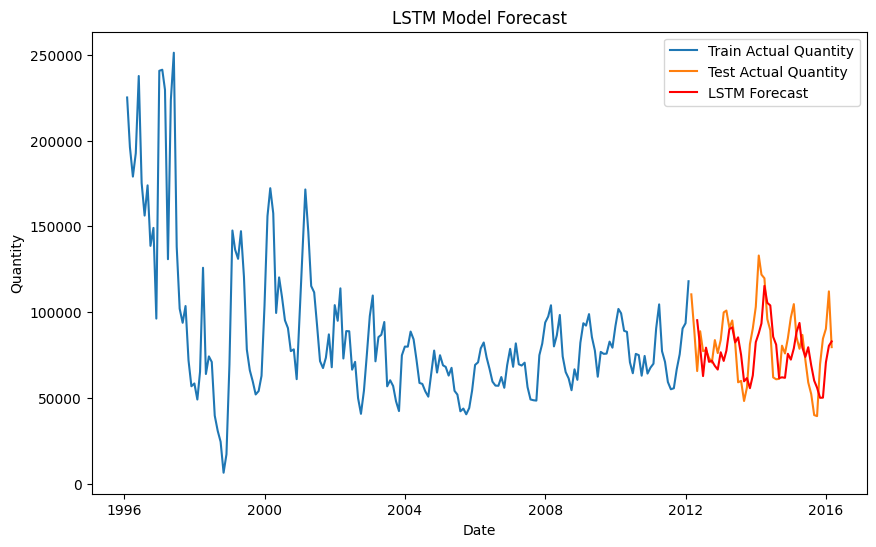 LSTM Model Forecast
Train Actual Quantity
Test Actual Quantity
LSTM Forecast
250000
200000
150000
100000
50000
0
Quantity
1996
2000
2004
2008
2012
2016
Date